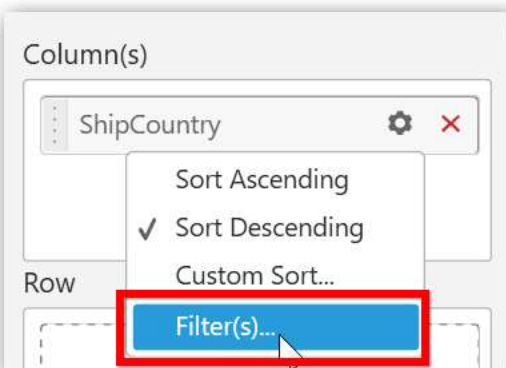 Column(s)
ShipCountry
Sort Ascending
Sort Descending
Custom Sort...
Row
Filter(s)...